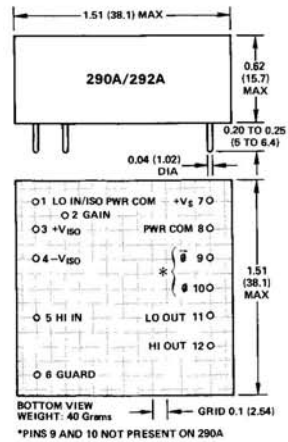 1.51 (38.1) MAX
290A/292A
0.62
(15.7)
MAX
0.20 TO 0.25
(5 TO 6.4)
0.04 (1.02)
DIA
1 LO IN/ISO PWR COM
+VS 7
2 GAIN
3 +VISO
PWR COM 8
4 -VISO
* ø̅ 9
ø 10
1.51
(38.1)
MAX
5 HI IN
LO OUT 11
HI OUT 12
6 GUARD
BOTTOM VIEW
WEIGHT: 40 Grams
GRID 0.1 (2.54)
*PINS 9 AND 10 NOT PRESENT ON 290A